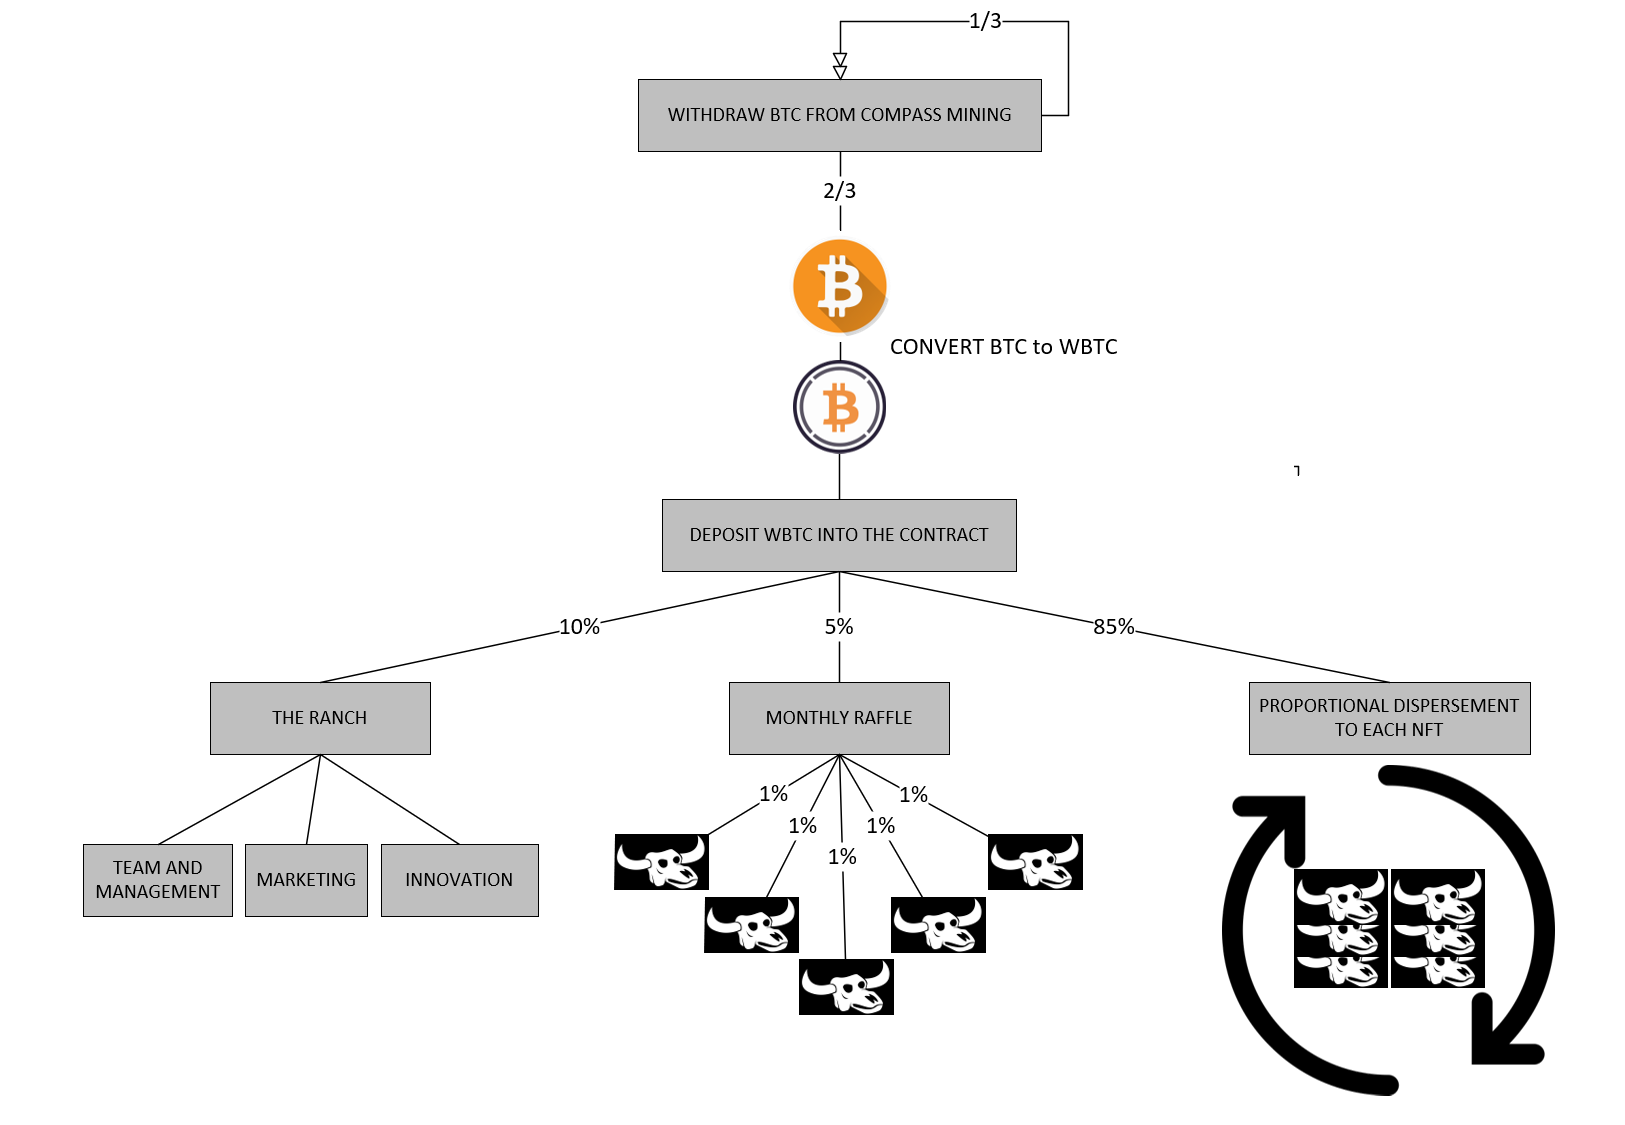 1/3
WITHDRAW BTC FROM COMPASS MINING
2/3
CONVERT BTC to WBTC
DEPOSIT WBTC INTO THE CONTRACT
10%
5%
85%
THE RANCH
MONTHLY RAFFLE
PROPORTIONAL DISPERSEMENT
TO EACH NFT
1%
1%
1%
1%
1%
TEAM AND
MANAGEMENT
MARKETING
INNOVATION